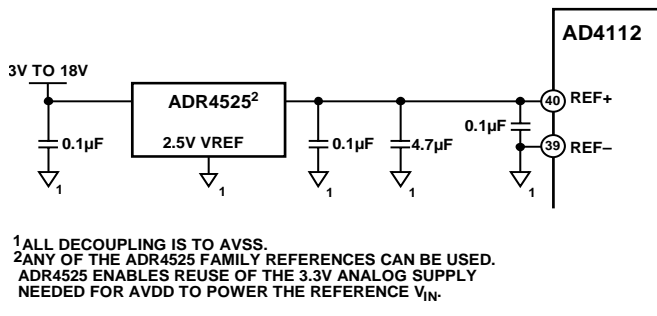 AD4112
3V TO 18V
ADR4525²
2.5V VREF
40 REF+
39 REF–
0.1µF
0.1µF
4.7µF
0.1µF
1
1
1
1
1
¹ALL DECOUPLING IS TO AVSS.
²ANY OF THE ADR4525 FAMILY REFERENCES CAN BE USED.
ADR4525 ENABLES REUSE OF THE 3.3V ANALOG SUPPLY
NEEDED FOR AVDD TO POWER THE REFERENCE VIN.